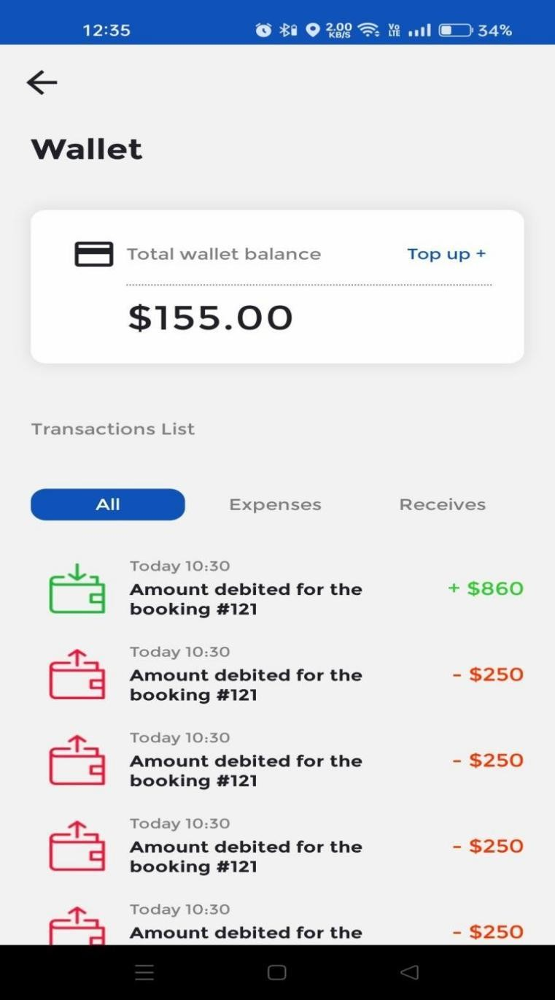 12:35 2.00 KB/S Vo LTE 34%
Wallet
Total wallet balance Top up +
$155.00
Transactions List
All Expenses Receives
Today 10:30
Amount debited for the + $860
booking #121
Today 10:30
Amount debited for the - $250
booking #121
Today 10:30
Amount debited for the - $250
booking #121
Today 10:30
Amount debited for the - $250
booking #121
Today 10:30
Amount debited for the - $250